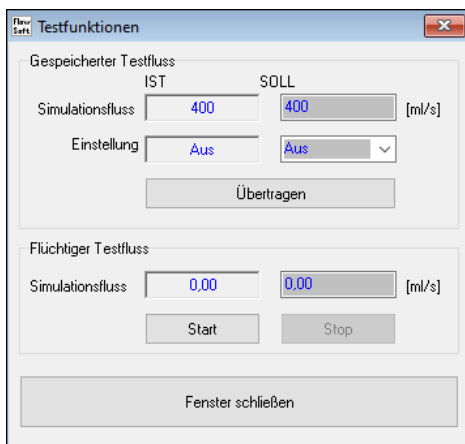 Flow Soft Testfunktionen
Gespeicherter Testfluss
IST SOLL
Simulationsfluss 400 400 [ml/s]
Einstellung Aus Aus
Übertragen
Flüchtiger Testfluss
Simulationsfluss 0,00 0,00 [ml/s]
Start Stop
Fenster schließen